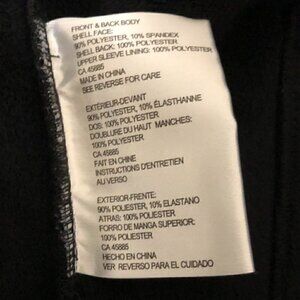 FRONT & BACK BODY
SHELL FACE:
90% POLYESTER, 10% SPANDEX
SHELL BACK: 100% POLYESTER
UPPER SLEEVE LINING: 100% POLYESTER
CA 45885
MADE IN CHINA
SEE REVERSE FOR CARE
EXTÉRIEUR-DEVANT
90% POLYESTER, 10% ÉLASTHANNE
DOS: 100% POLYESTER
DOUBLURE DU HAUT MANCHES:
100% POLYESTER
CA 45885
FAIT EN CHINE
INSTRUCTIONS D'ENTRETIEN
AU VERSO
EXTERIOR-FRENTE:
90% POLIESTER, 10% ELASTANO
ATRAS: 100% POLIESTER
FORRO DE MANGA SUPERIOR:
100% POLIESTER
CA 45885
HECHO EN CHINA
VER REVERSO PARA EL CUIDADO